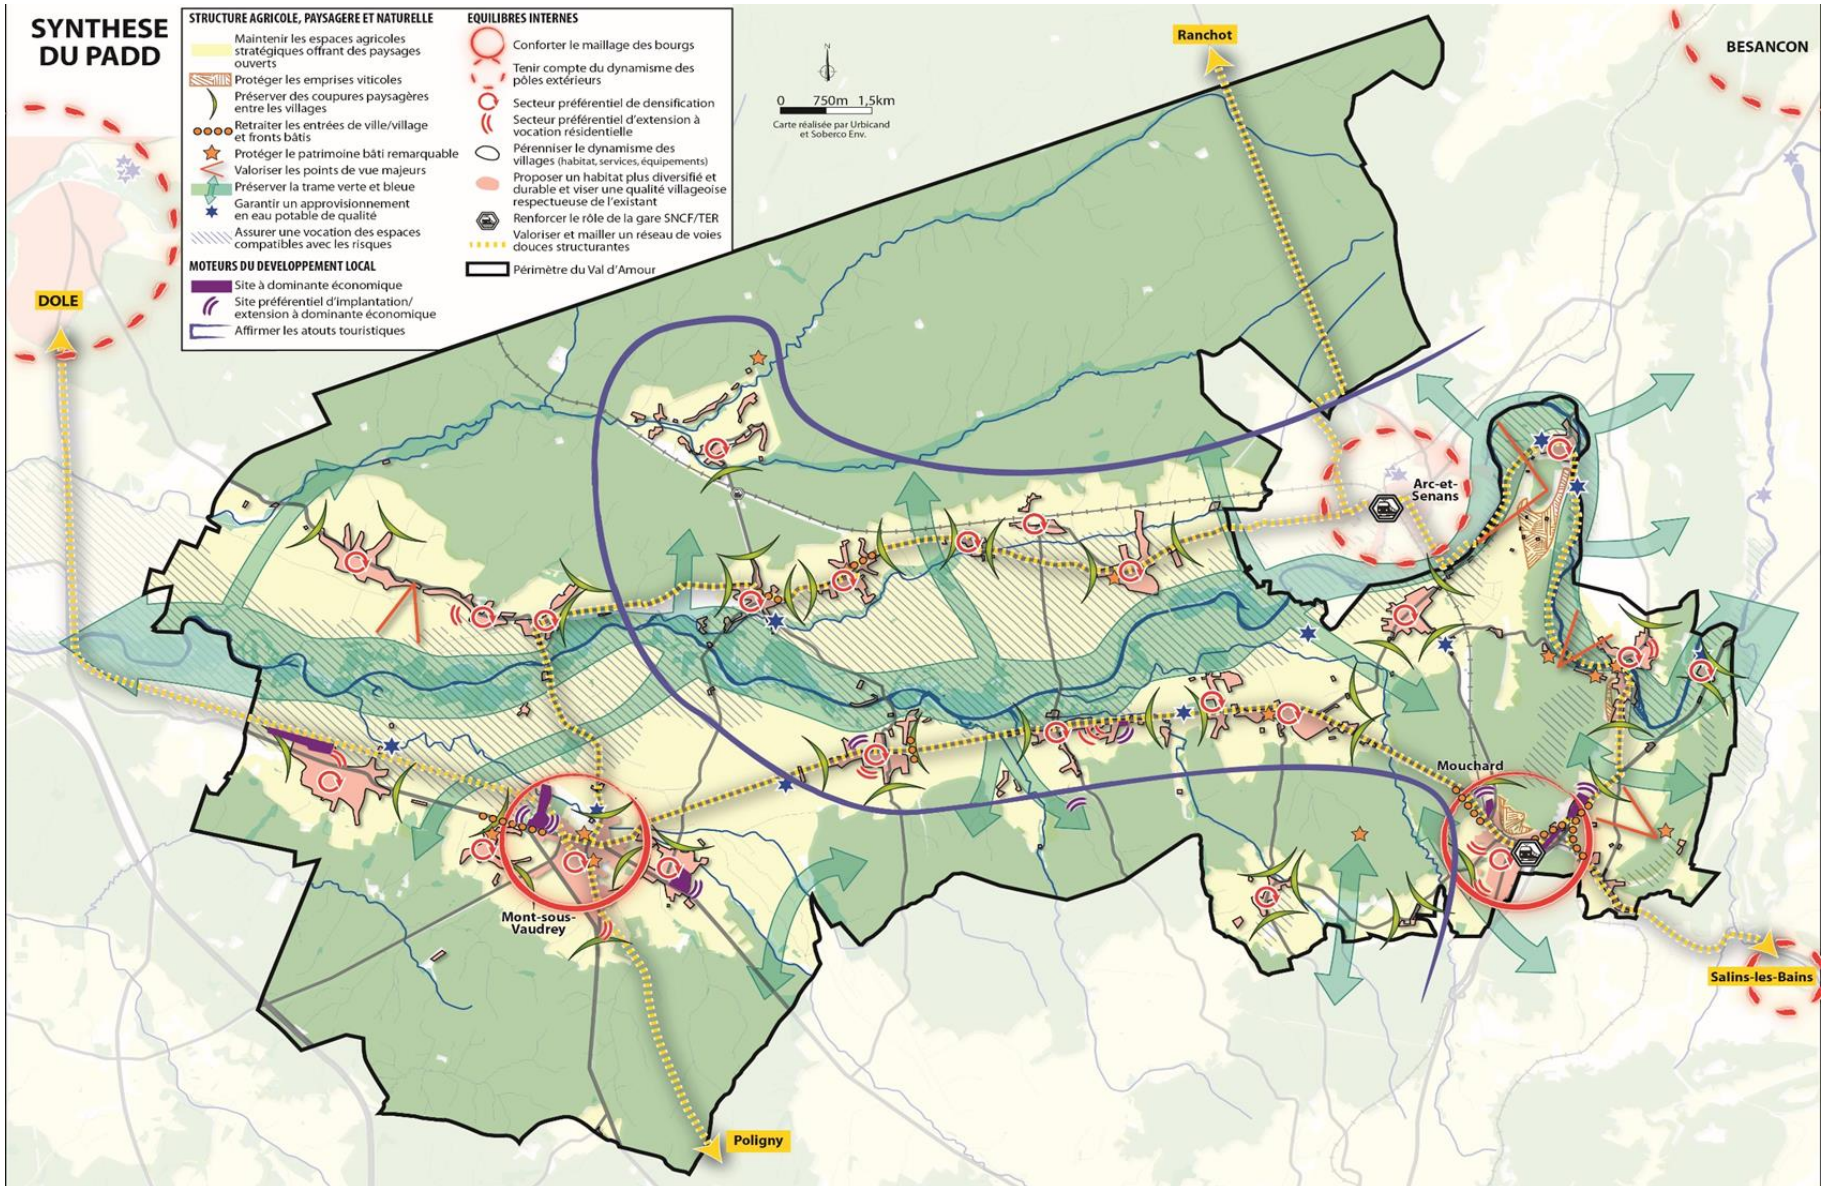 SYNTHESE
DU PADD
STRUCTURE AGRICOLE, PAYSAGERE ET NATURELLE
Maintenir les espaces agricoles
stratégiques offrant des paysages
ouverts
Protéger les emprises viticoles
Préserver des coupures paysagères
entre les villages
Retraiter les entrées de ville/village
et fronts bâtis
Protéger le patrimoine bâti remarquable
Valoriser les points de vue majeurs
Préserver la trame verte et bleue
Garantir un approvisionnement
en eau potable de qualité
Assurer une vocation des espaces
compatibles avec les risques
MOTEURS DU DEVELOPPEMENT LOCAL
Site à dominante économique
Site préférentiel d'implantation/
extension à dominante économique
Affirmer les atouts touristiques
EQUILIBRES INTERNES
Conforter le maillage des bourgs
Tenir compte du dynamisme des
pôles extérieurs
Secteur préférentiel de densification
Secteur préférentiel d'extension à
vocation résidentielle
Pérenniser le dynamisme des
villages (habitat, services, équipements)
Proposer un habitat plus diversifié et
durable et viser une qualité villageoise
respectueuse de l'existant
Renforcer le rôle de la gare SNCF/TER
Valoriser et mailler un réseau de voies
douces structurantes
Périmètre du Val d'Amour
N
0 750m 1,5km
Carte réalisée par Urbicand
et Soberco Env.
Ranchot
BESANCON
DOLE
Arc-et-
Senans
Mouchard
Mont-sous-
Vaudrey
Salins-les-Bains
Poligny